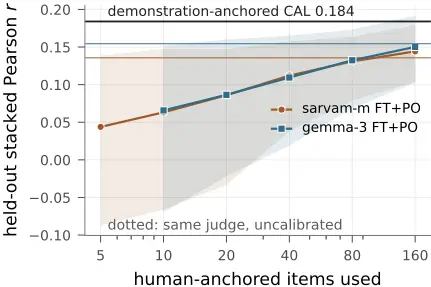 demonstration-anchored CAL 0.184
0.20
0.15
0.10
0.05
0.00
−0.05
−0.10
held-out stacked Pearson r
sarvam-m FT+PO
gemma-3 FT+PO
dotted: same judge, uncalibrated
5 10 20 40 80 160
human-anchored items used